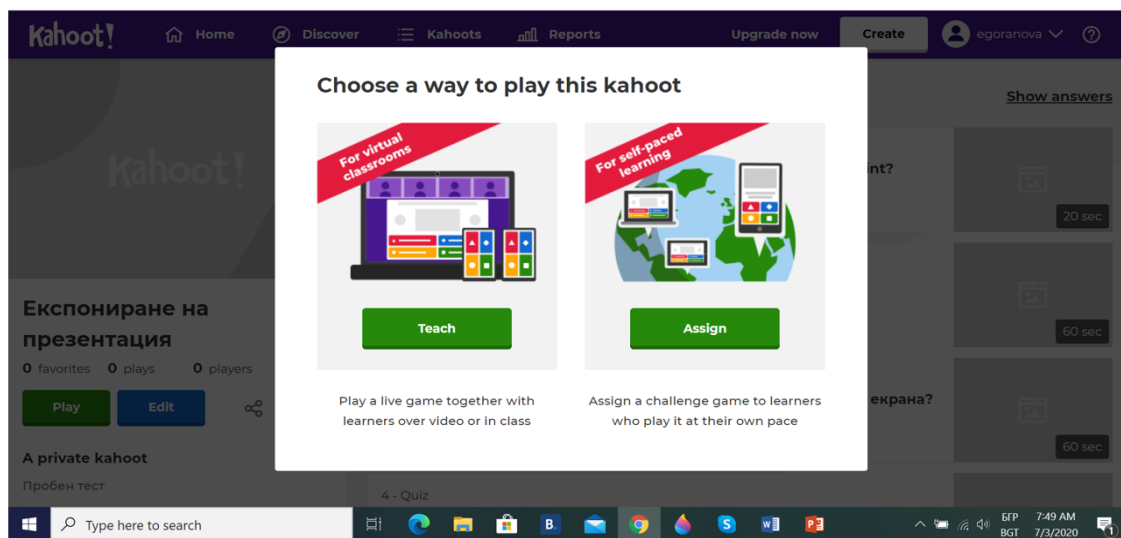 Kahoot! Home Discover Kahoots Reports Upgrade now Create egoranova
Choose a way to play this kahoot
Show answers
For virtual
classrooms
For self-paced
learning
Kahoot!
int?
20 sec
Експониране на
презентация
0 favorites 0 plays 0 players
Teach
Assign
60 sec
Play Edit
Play a live game together with
learners over video or in class
Assign a challenge game to learners
who play it at their own pace
екрана?
60 sec
A private kahoot
Пробен тест
4 - Quiz
Type here to search
БГР
BGT
7:49 AM
7/3/2020
1